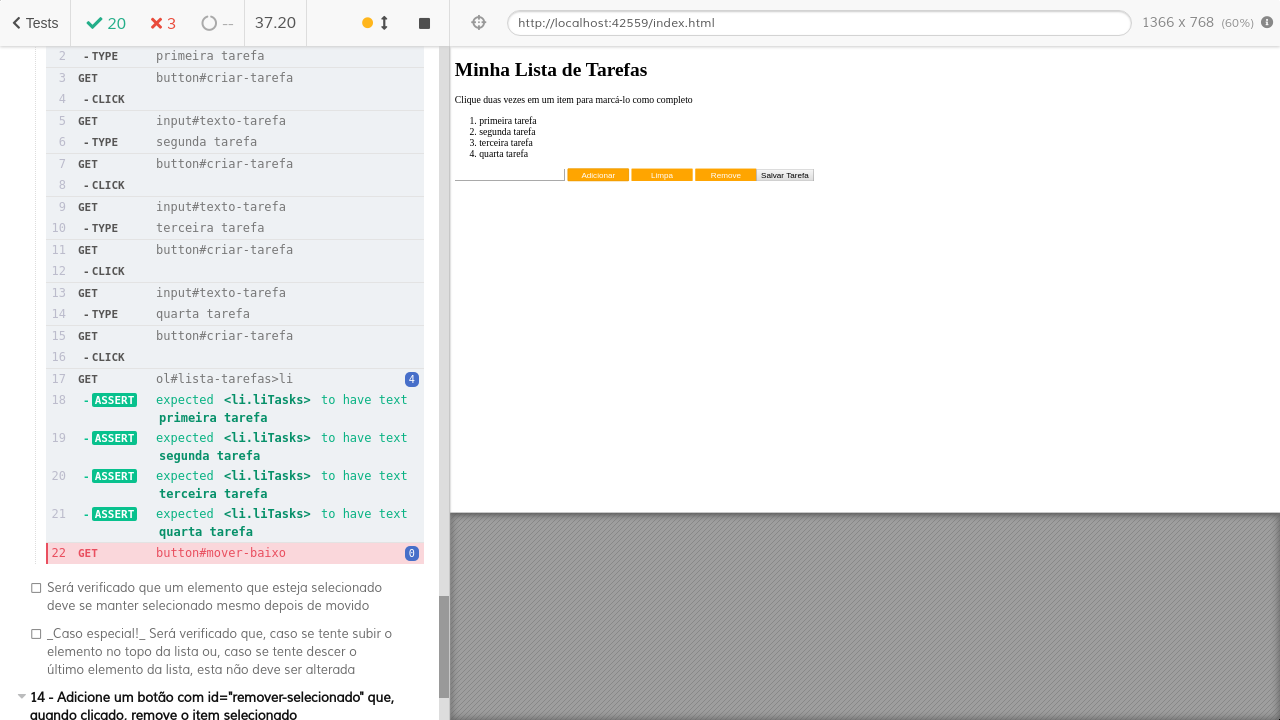 Tests 20 3 -- 37.20 http://localhost:42559/index.html 1366 x 768 (60%)
2 - TYPE primeira tarefa
3 GET button#criar-tarefa
4 - CLICK
5 GET input#texto-tarefa
6 - TYPE segunda tarefa
7 GET button#criar-tarefa
8 - CLICK
9 GET input#texto-tarefa
10 - TYPE terceira tarefa
11 GET button#criar-tarefa
12 - CLICK
13 GET input#texto-tarefa
14 - TYPE quarta tarefa
15 GET button#criar-tarefa
16 - CLICK
17 GET ol#lista-tarefas>li 4
18 - ASSERT expected <li.liTasks> to have text
primeira tarefa
19 - ASSERT expected <li.liTasks> to have text
segunda tarefa
20 - ASSERT expected <li.liTasks> to have text
terceira tarefa
21 - ASSERT expected <li.liTasks> to have text
quarta tarefa
22 GET button#mover-baixo 0
Será verificado que um elemento que esteja selecionado
deve se manter selecionado mesmo depois de movido
_Caso especial!_ Será verificado que, caso se tente subir o
elemento no topo da lista ou, caso se tente descer o
último elemento da lista, esta não deve ser alterada
14 - Adicione um botão com id="remover-selecionado" que,
quando clicado, remove o item selecionado
Minha Lista de Tarefas
Clique duas vezes em um item para marcá-lo como completo
1. primeira tarefa
2. segunda tarefa
3. terceira tarefa
4. quarta tarefa
Adicionar Limpa Remove Salvar Tarefa